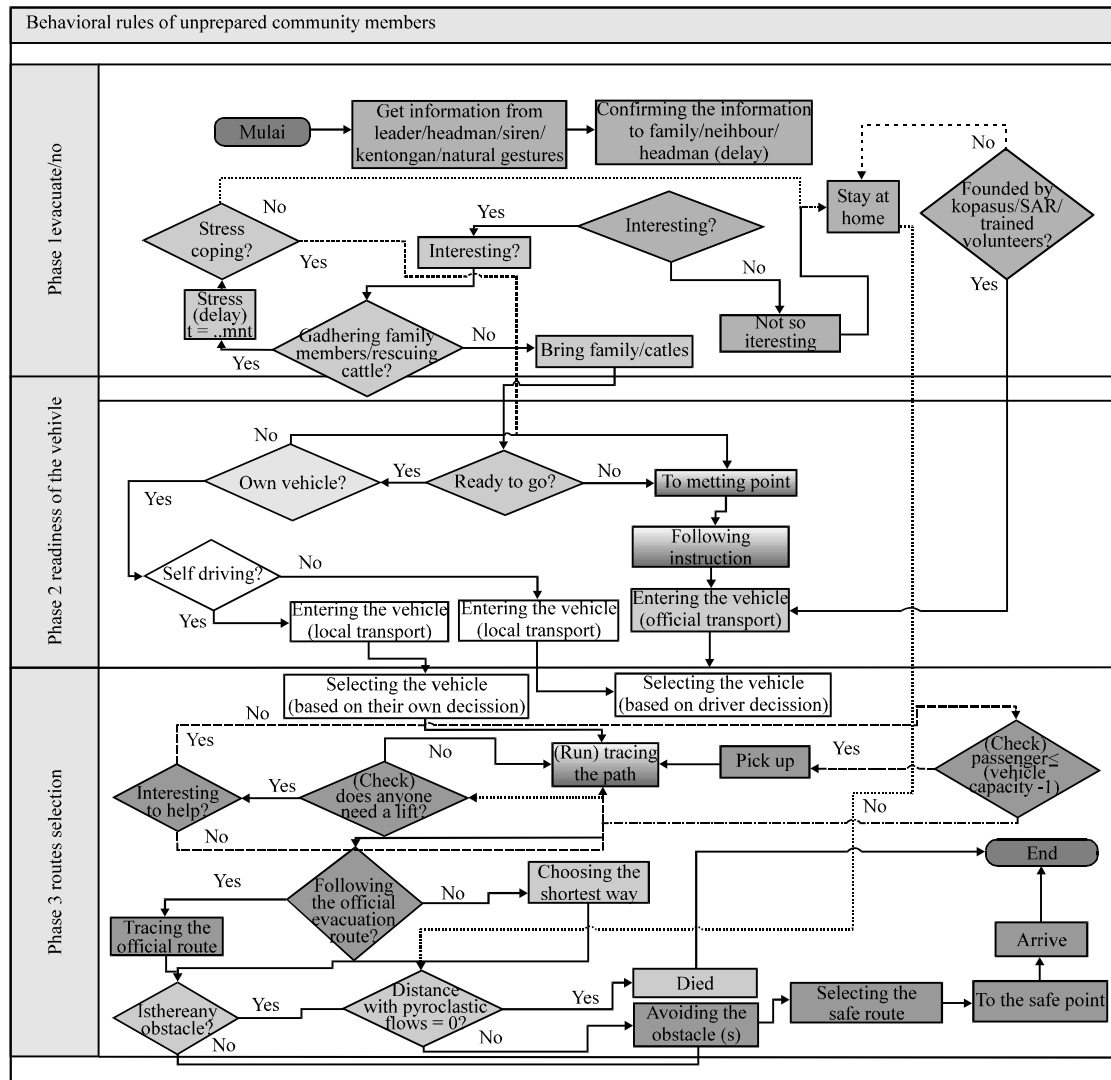 Behavioral rules of unprepared community members
Phase 1evacuate/no
Mulai
Get information from
leader/headman/siren/
kentongan/natural gestures
Confirming the information
to family/neihbour/
headman (delay)
No
Stay at
home
Founded by
kopasus/SAR/
trained
volunteers?
Yes
No
Stress
coping?
Yes
Yes
Interesting?
Interesting?
No
Not so
iteresting
Stress
(delay)
t = ..mnt
Yes
Gadhering family
members/rescuing
cattle?
No
Bring family/catles
Phase 2 readiness of the vehivle
No
Own vehicle?
Yes
Yes
Ready to go?
No
To metting point
Following
instruction
Self driving?
No
Yes
Entering the vehicle
(local transport)
Entering the vehicle
(local transport)
Entering the vehicle
(official transport)
Phase 3 routes selection
Selecting the vehicle
(based on their own decission)
Selecting the vehicle
(based on driver decission)
No
Yes
No
(Run) tracing
the path
Pick up
Yes
(Check)
passenger≤
(vehicle
capacity -1)
Interesting
to help?
Yes
(Check)
does anyone
need a lift?
No
No
End
Yes
Following
the official
evacuation
route?
No
Choosing the
shortest way
Tracing the
official route
Arrive
Isthereany
obstacle?
Yes
No
Distance
with pyroclastic
flows = 0?
Yes
No
Died
Avoiding the
obstacle (s)
Selecting the
safe route
To the safe point